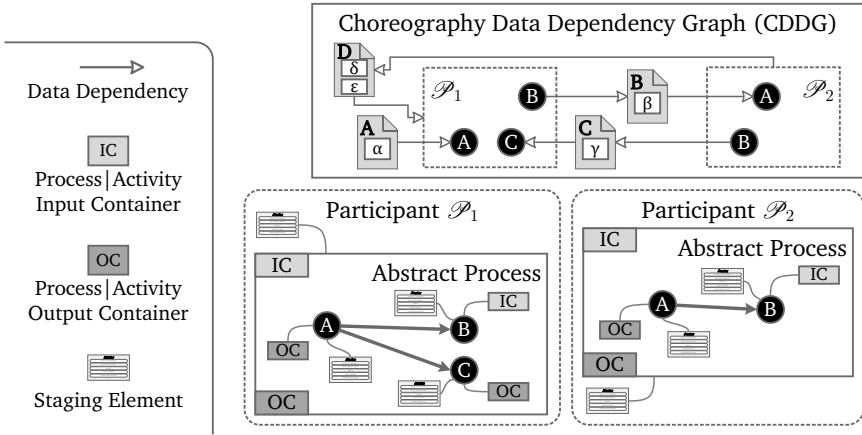 Choreography Data Dependency Graph (CDDG)
D
δ
ε
𝒫1
B
B
β
A
𝒫2
A
α
A
C
C
γ
B
Data Dependency
IC
Process|Activity
Input Container
OC
Process|Activity
Output Container
Staging Element
Participant 𝒫1
IC
Abstract Process
IC
A
B
OC
C
OC
OC
Participant 𝒫2
IC
Abstract Process
IC
A
B
OC
OC